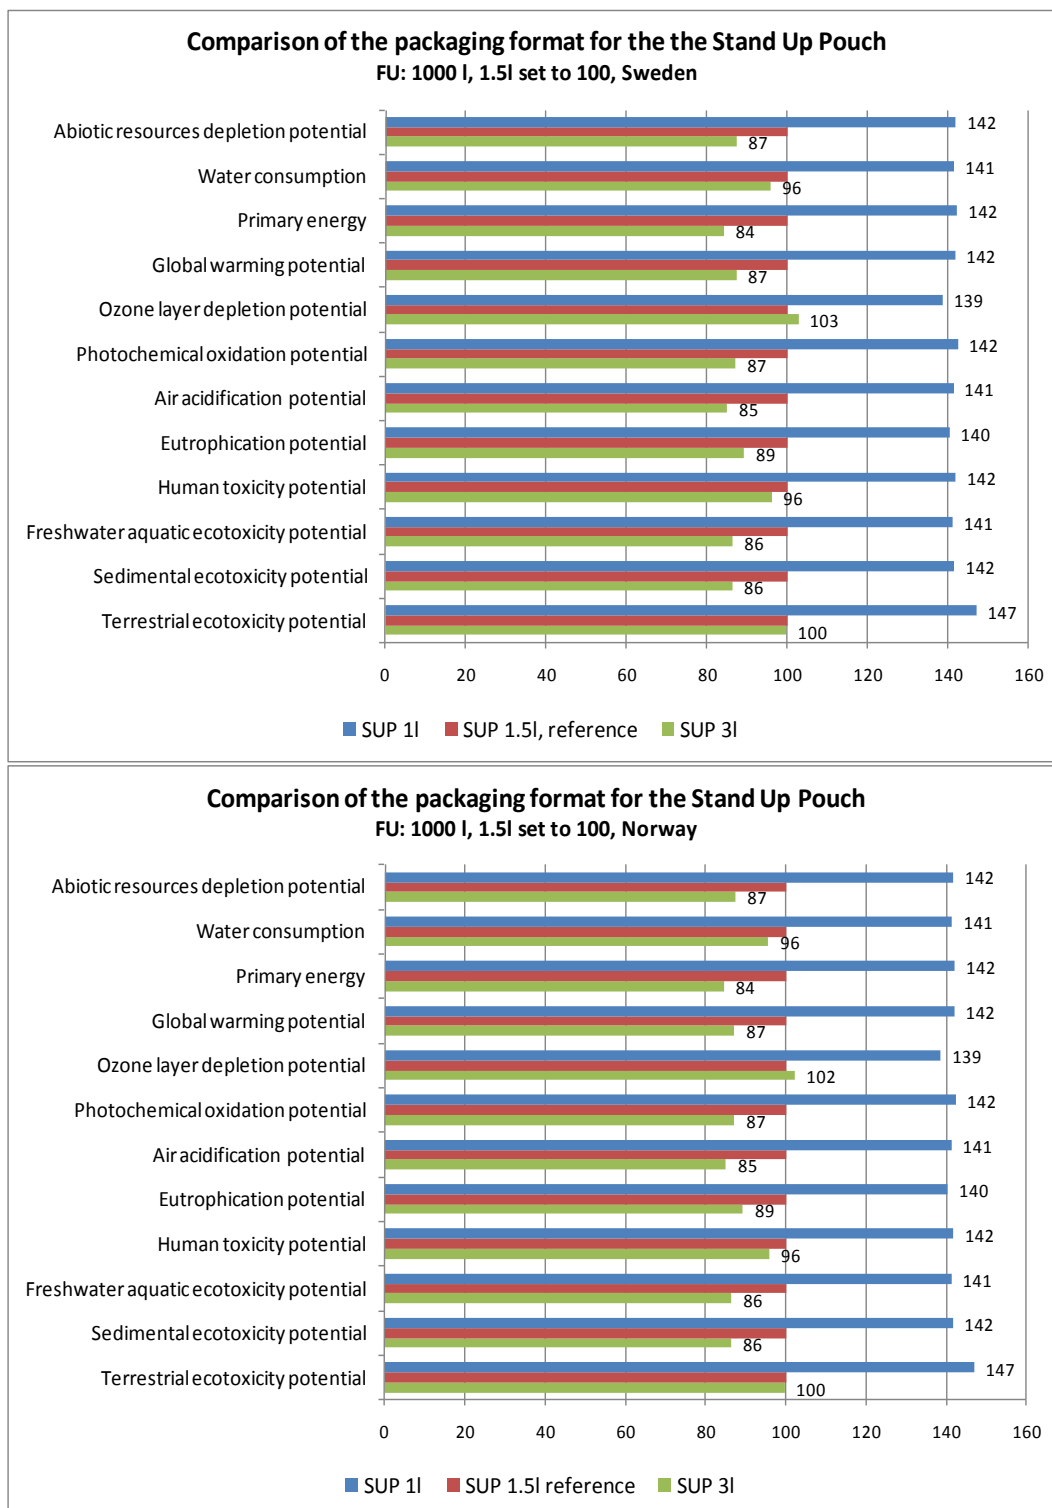 Comparison of the packaging format for the the Stand Up Pouch
FU: 1000 l, 1.5l set to 100, Sweden
Abiotic resources depletion potential
142
87
Water consumption
141
96
Primary energy
142
84
Global warming potential
142
87
Ozone layer depletion potential
139
103
Photochemical oxidation potential
142
87
Air acidification potential
141
85
Eutrophication potential
140
89
Human toxicity potential
142
96
Freshwater aquatic ecotoxicity potential
141
86
Sedimental ecotoxicity potential
142
86
Terrestrial ecotoxicity potential
147
100
0 20 40 60 80 100 120 140 160
SUP 1l SUP 1.5l, reference SUP 3l
Comparison of the packaging format for the Stand Up Pouch
FU: 1000 l, 1.5l set to 100, Norway
Abiotic resources depletion potential
142
87
Water consumption
141
96
Primary energy
142
84
Global warming potential
142
87
Ozone layer depletion potential
139
102
Photochemical oxidation potential
142
87
Air acidification potential
141
85
Eutrophication potential
140
89
Human toxicity potential
142
96
Freshwater aquatic ecotoxicity potential
141
86
Sedimental ecotoxicity potential
142
86
Terrestrial ecotoxicity potential
147
100
0 20 40 60 80 100 120 140 160
SUP 1l SUP 1.5l reference SUP 3l